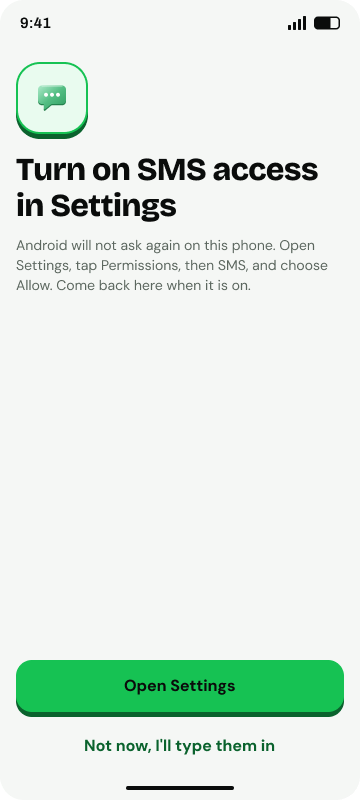 9:41
Turn on SMS access
in Settings
Android will not ask again on this phone. Open
Settings, tap Permissions, then SMS, and choose
Allow. Come back here when it is on.
Open Settings
Not now, I'll type them in